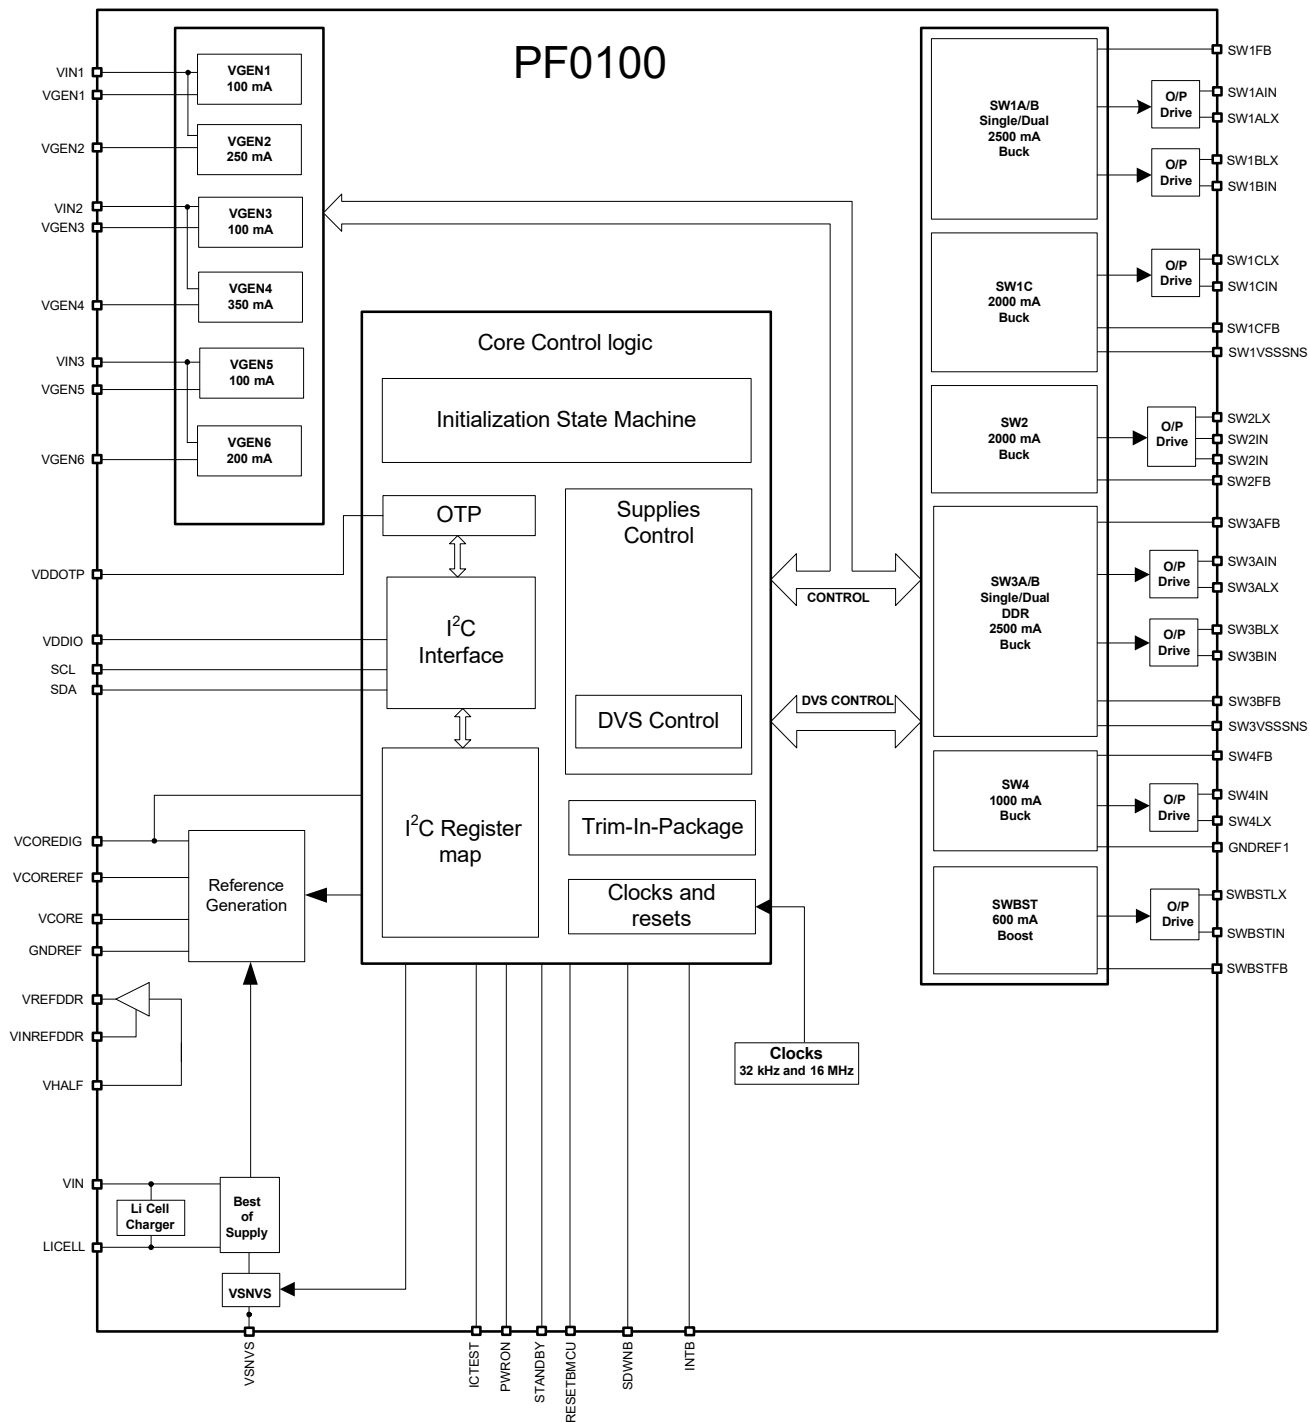 PF0100
VIN1
VGEN1
VGEN2
VIN2
VGEN3
VGEN4
VIN3
VGEN5
VGEN6
VDDOTP
VDDIO
SCL
SDA
VCOREDIG
VCOREREF
VCORE
GNDREF
VREFDDR
VINREFDDR
VHALF
VIN
LICELL
VGEN1
100 mA
VGEN2
250 mA
VGEN3
100 mA
VGEN4
350 mA
VGEN5
100 mA
VGEN6
200 mA
Core Control logic
Initialization State Machine
OTP
I²C
Interface
I²C Register
map
Supplies
Control
DVS Control
Trim-In-Package
Clocks and
resets
Reference
Generation
Clocks
32 kHz and 16 MHz
Li Cell
Charger
Best
of
Supply
VSNVS
CONTROL
DVS CONTROL
SW1A/B
Single/Dual
2500 mA
Buck
O/P
Drive
O/P
Drive
SW1C
2000 mA
Buck
O/P
Drive
SW2
2000 mA
Buck
O/P
Drive
SW3A/B
Single/Dual
DDR
2500 mA
Buck
O/P
Drive
O/P
Drive
SW4
1000 mA
Buck
O/P
Drive
SWBST
600 mA
Boost
O/P
Drive
SW1FB
SW1AIN
SW1ALX
SW1BLX
SW1BIN
SW1CLX
SW1CIN
SW1CFB
SW1VSSSNS
SW2LX
SW2IN
SW2IN
SW2FB
SW3AFB
SW3AIN
SW3ALX
SW3BLX
SW3BIN
SW3BFB
SW3VSSSNS
SW4FB
SW4IN
SW4LX
GNDREF1
SWBSTLX
SWBSTIN
SWBSTFB
VSNVS
ICTEST
PWRON
STANDBY
RESETBMCU
SDWNB
INTB